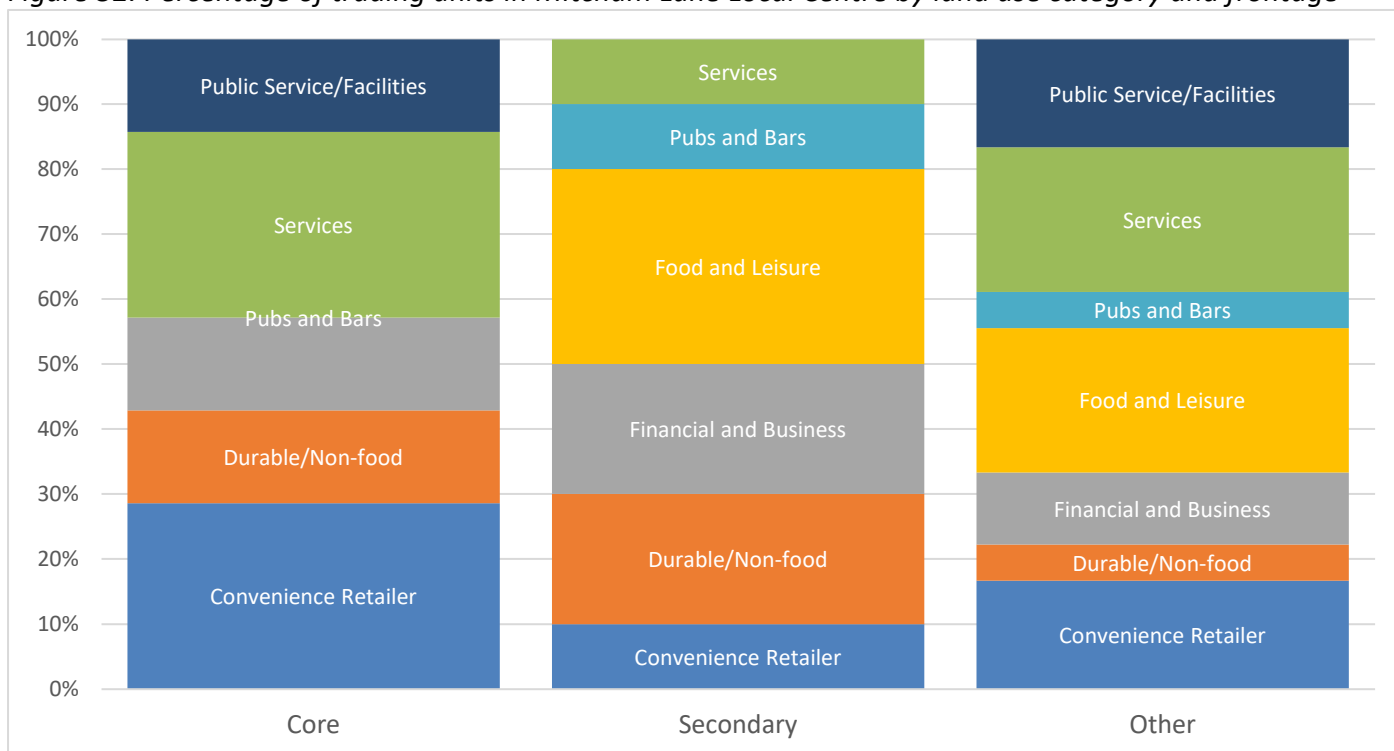 100%
90%
80%
70%
60%
50%
40%
30%
20%
10%
0%
Public Service/Facilities
Services
Pubs and Bars
Durable/Non-food
Convenience Retailer
Services
Pubs and Bars
Food and Leisure
Financial and Business
Durable/Non-food
Convenience Retailer
Public Service/Facilities
Services
Pubs and Bars
Food and Leisure
Financial and Business
Durable/Non-food
Convenience Retailer
Core
Secondary
Other